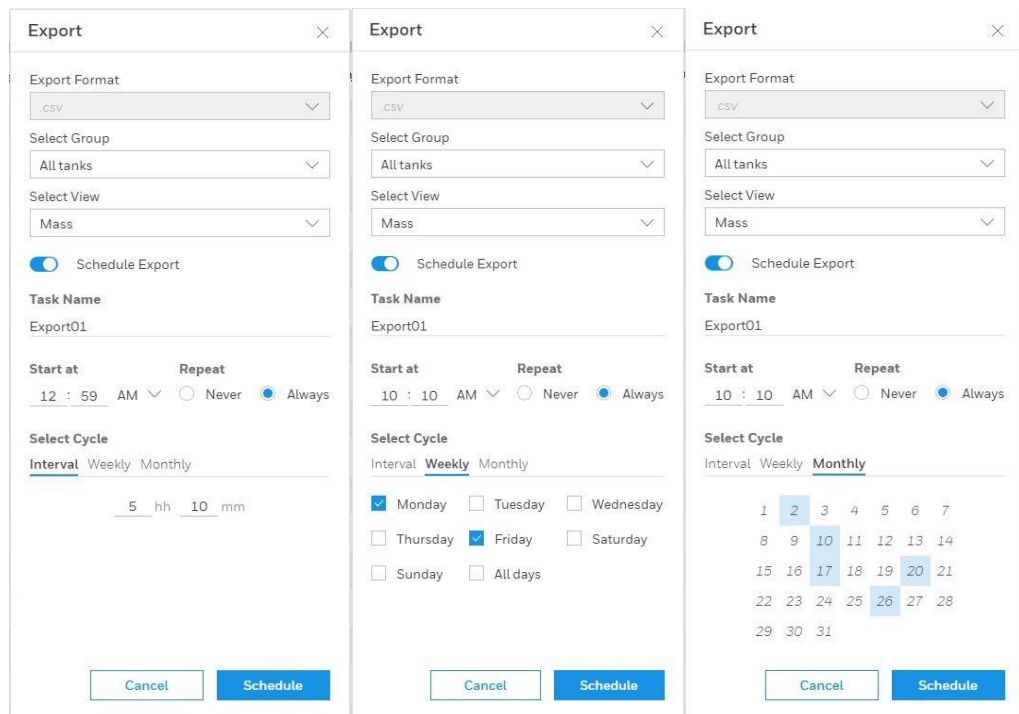 Export
Export Format
.csv
Select Group
All tanks
Select View
Mass
Schedule Export
Task Name
Export01
Start at Repeat
12 : 59 AM Never Always
Select Cycle
Interval Weekly Monthly
5 hh 10 mm
Cancel Schedule
Export
Export Format
.csv
Select Group
All tanks
Select View
Mass
Schedule Export
Task Name
Export01
Start at Repeat
10 : 10 AM Never Always
Select Cycle
Interval Weekly Monthly
Monday Tuesday Wednesday
Thursday Friday Saturday
Sunday All days
Cancel Schedule
Export
Export Format
.csv
Select Group
All tanks
Select View
Mass
Schedule Export
Task Name
Export01
Start at Repeat
10 : 10 AM Never Always
Select Cycle
Interval Weekly Monthly
1 2 3 4 5 6 7
8 9 10 11 12 13 14
15 16 17 18 19 20 21
22 23 24 25 26 27 28
29 30 31
Cancel Schedule